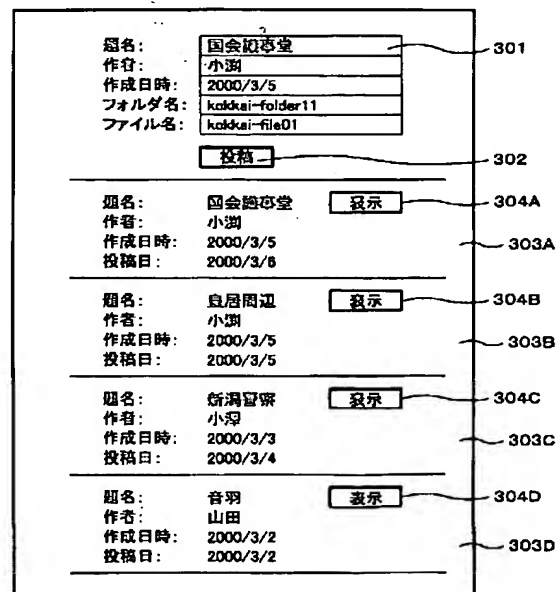 題名: 国会議事堂 301
作者: 小渕
作成日時: 2000/3/5
フォルダ名: kokkai-folder11
ファイル名: kokkai-file01
投稿 302
題名: 国会議事堂 表示 304A
作者: 小渕 303A
作成日時: 2000/3/5
投稿日: 2000/3/6
題名: 皇居周辺 表示 304B
作者: 小渕
作成日時: 2000/3/5 303B
投稿日: 2000/3/5
題名: 新潟警察 表示 304C
作者:
作成日時: 2000/3/3 303C
投稿日: 2000/3/4
題名: 音羽 表示 304D
作者: 山田
作成日時: 2000/3/2 303D
投稿日: 2000/3/2